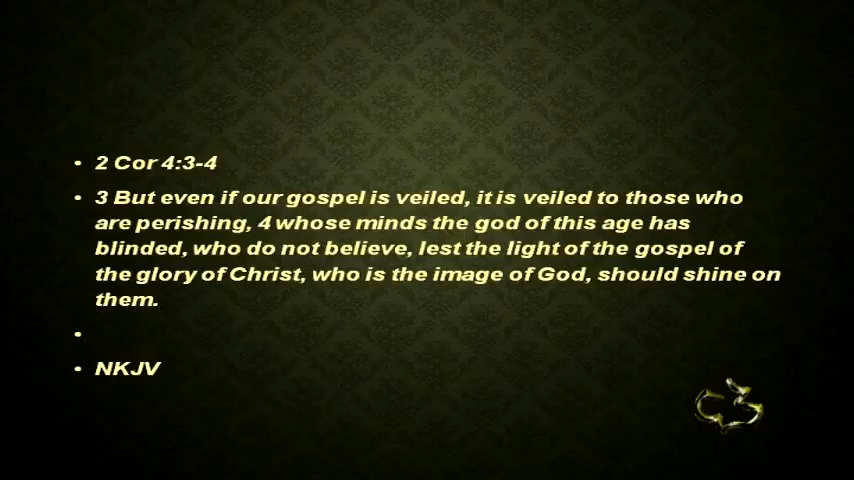 • 2 Cor 4:3-4
• 3 But even if our gospel is veiled, it is veiled to those who
are perishing, 4 whose minds the god of this age has
blinded, who do not believe, lest the light of the gospel of
the glory of Christ, who is the image of God, should shine on
them.
•
• NKJV
C3